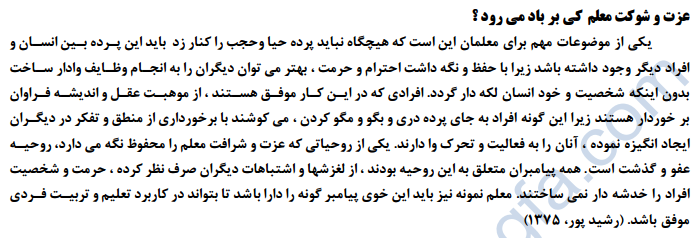 عزت و شوکت معلم کی بر باد می رود ؟
یکی از موضوعات مهم برای معلمان این است که هیچگاه نباید پرده حیا وحجب را کنار زد باید این پرده بین انسان و
افراد دیگر وجود داشته باشد زیرا با حفظ و نگه داشت احترام و حرمت ، بهتر می توان دیگران را به انجام وظایف وادار ساخت
بدون اینکه شخصیت و خود انسان لکه دار گردد. افرادی که در این کار موفق هستند ، از موهبت عقل و اندیشه فراوان
بر خوردار هستند زیرا این گونه افراد به جای پرده دری و بگو و مگو کردن ، می کوشند با برخورداری از منطق و تفکر در دیگران
ایجاد انگیزه نموده ، آنان را به فعالیت و تحرک وا دارند. یکی از روحیاتی که عزت و شرافت معلم را محفوظ نگه می دارد، روحیه
عفو و گذشت است. همه پیامبران متعلق به این روحیه بودند ، از لغزشها و اشتباهات دیگران صرف نظر کرده ، حرمت و شخصیت
افراد را خدشه دار نمی ساختند. معلم نمونه نیز باید این خوی پیامبر گونه را دارا باشد تا بتواند در کاربرد تعلیم و تربیت فردی
موفق باشد. (رشید پور، ۱۳۷۵)